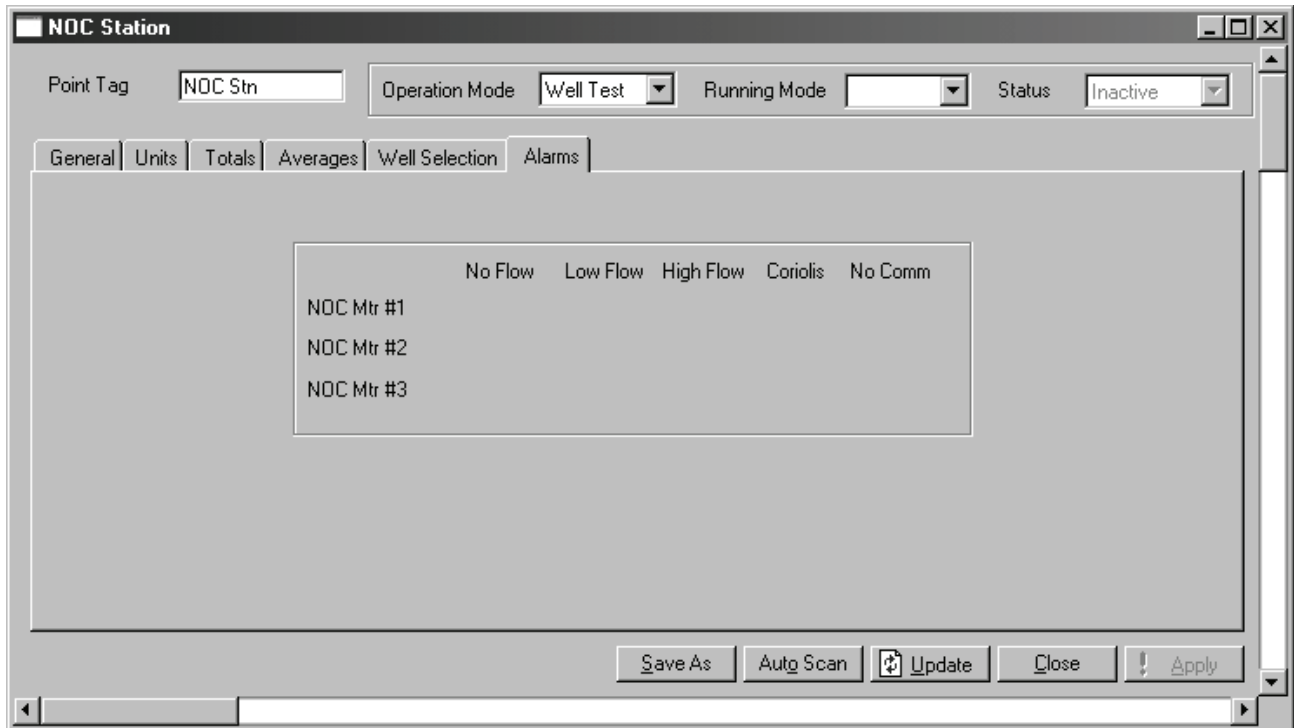 NOC Station
Point Tag NOC Stn Operation Mode Well Test Running Mode Status Inactive
General Units Totals Averages Well Selection Alarms
No Flow Low Flow High Flow Coriolis No Comm
NOC Mtr #1
NOC Mtr #2
NOC Mtr #3
Save As Auto Scan Update Close Apply